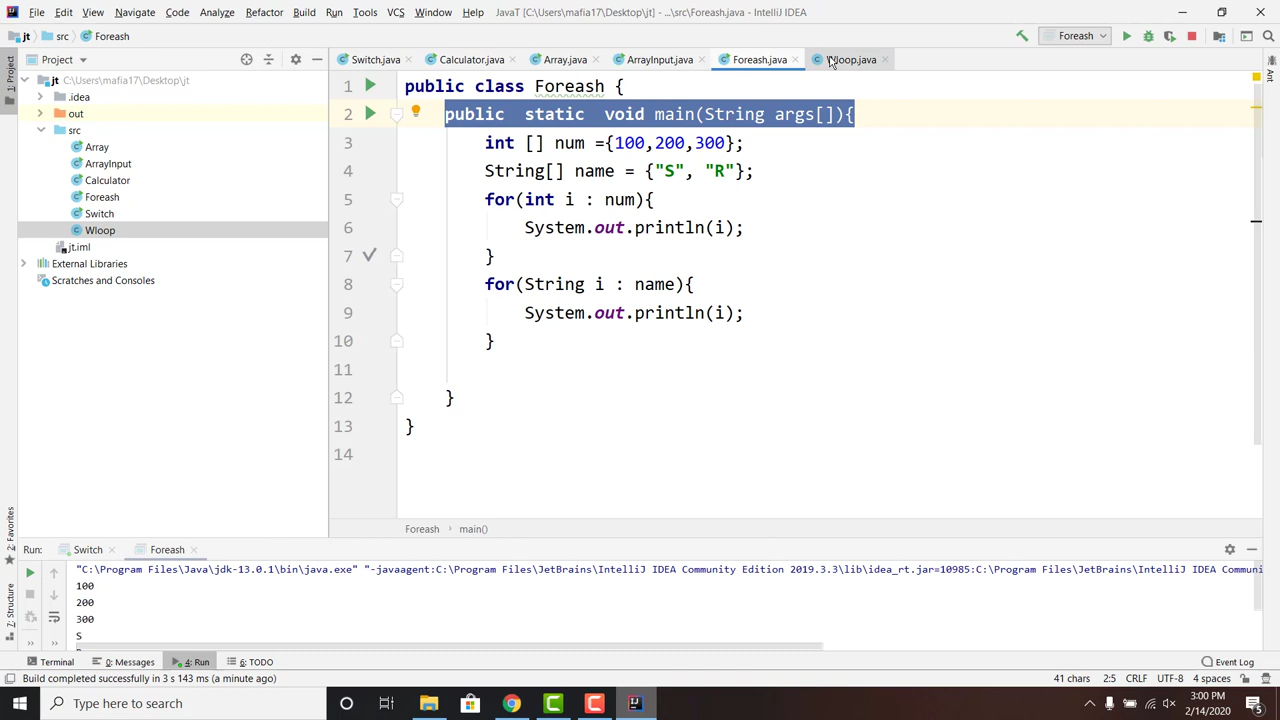 File Edit View Navigate Code Analyze Refactor Build Run Tools VCS Window Help JavaT [C:\Users\mafia17\Desktop\jt] - ...\src\Foreash.java - IntelliJ IDEA
jt src Foreash Foreash
Project
Switch.java Calculator.java Array.java ArrayInput.java Foreash.java Wloop.java
jt C:\Users\mafia17\Desktop\jt
.idea
out
src
Array
ArrayInput
Calculator
Foreash
Switch
Wloop
jt.iml
External Libraries
Scratches and Consoles
1: Project
Ant
2: Favorites
7: Structure
1 public class Foreash {
2 public static void main(String args[]){
3 int [] num ={100,200,300};
4 String[] name = {"S", "R"};
5 for(int i : num){
6 System.out.println(i);
7 }
8 for(String i : name){
9 System.out.println(i);
10 }
11
12 }
13 }
14
Foreash main()
Run: Switch Foreash
"C:\Program Files\Java\jdk-13.0.1\bin\java.exe" "-javaagent:C:\Program Files\JetBrains\IntelliJ IDEA Community Edition 2019.3.3\lib\idea_rt.jar=10985:C:\Program Files\JetBrains\IntelliJ IDEA Communi
100
200
300
S
Terminal 0: Messages 4: Run 6: TODO Event Log
Build completed successfully in 3 s 143 ms (a minute ago) 41 chars 2:5 CRLF UTF-8 4 spaces
Type here to search
3:00 PM
2/14/2020
5